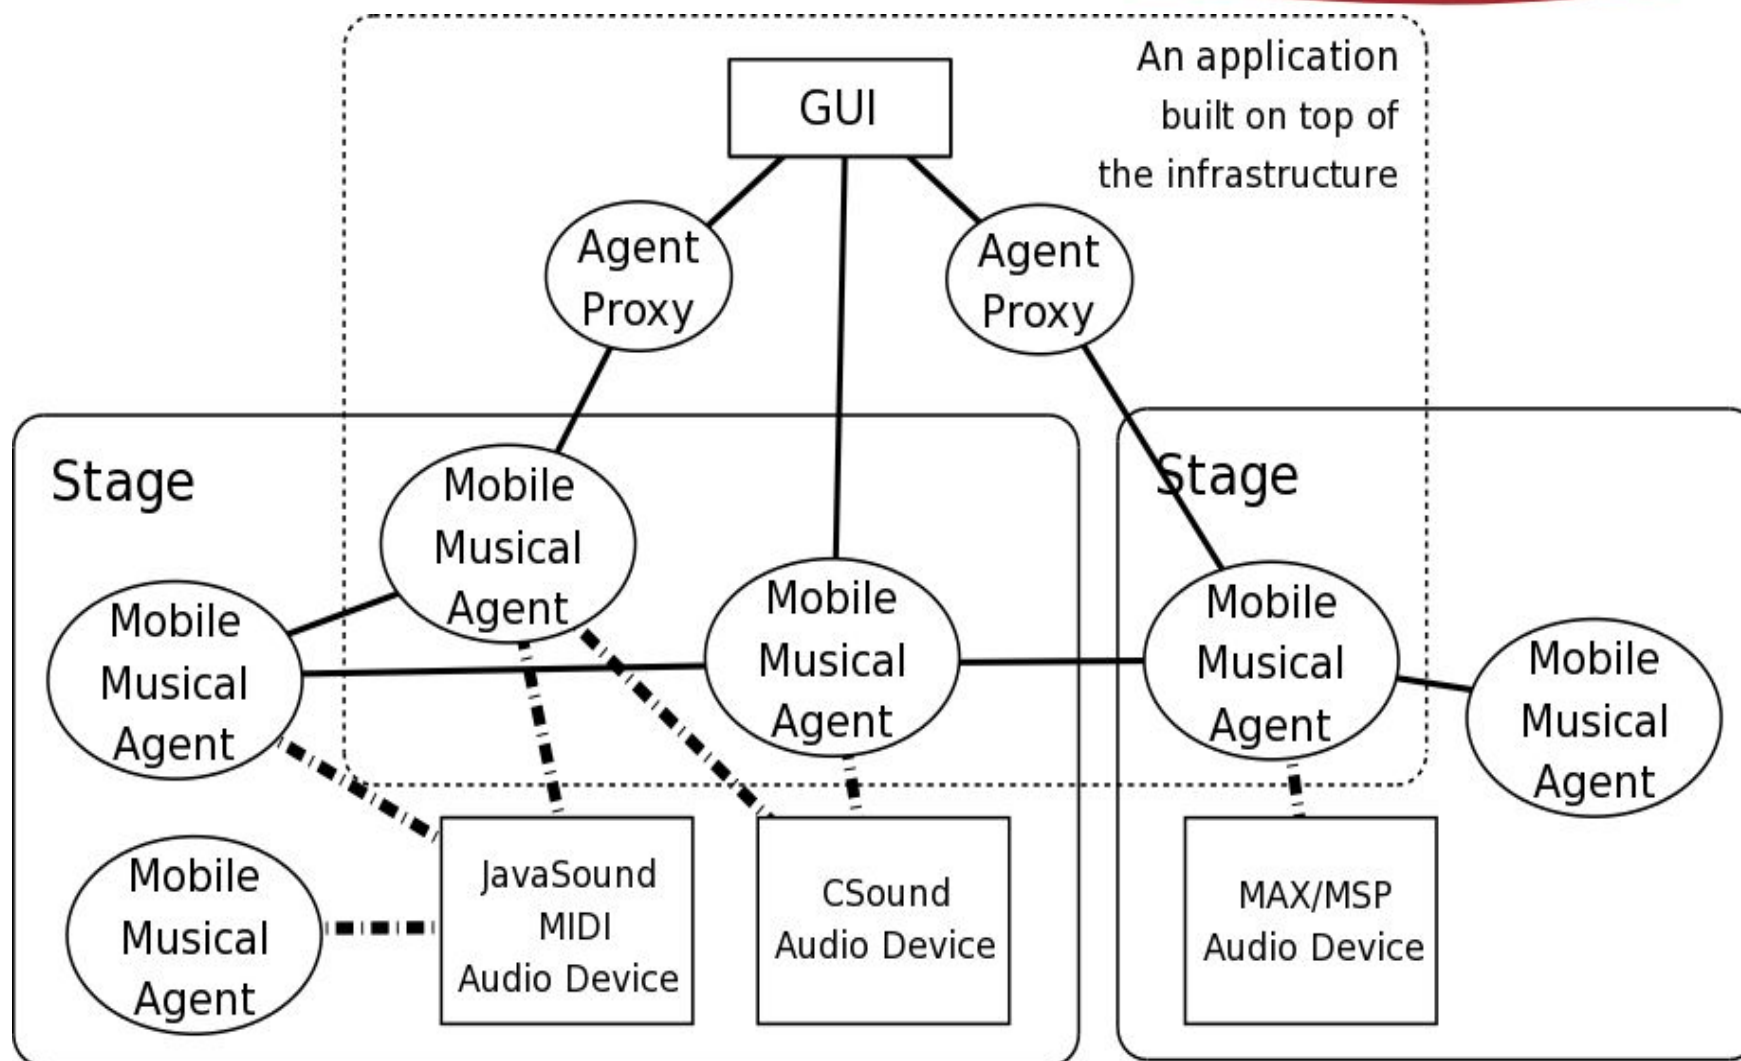 An application
built on top of
the infrastructure
GUI
Agent
Proxy
Agent
Proxy
Stage
Stage
Mobile
Musical
Agent
Mobile
Musical
Agent
Mobile
Musical
Agent
Mobile
Musical
Agent
Mobile
Musical
Agent
Mobile
Musical
Agent
JavaSound
MIDI
Audio Device
CSound
Audio Device
MAX/MSP
Audio Device